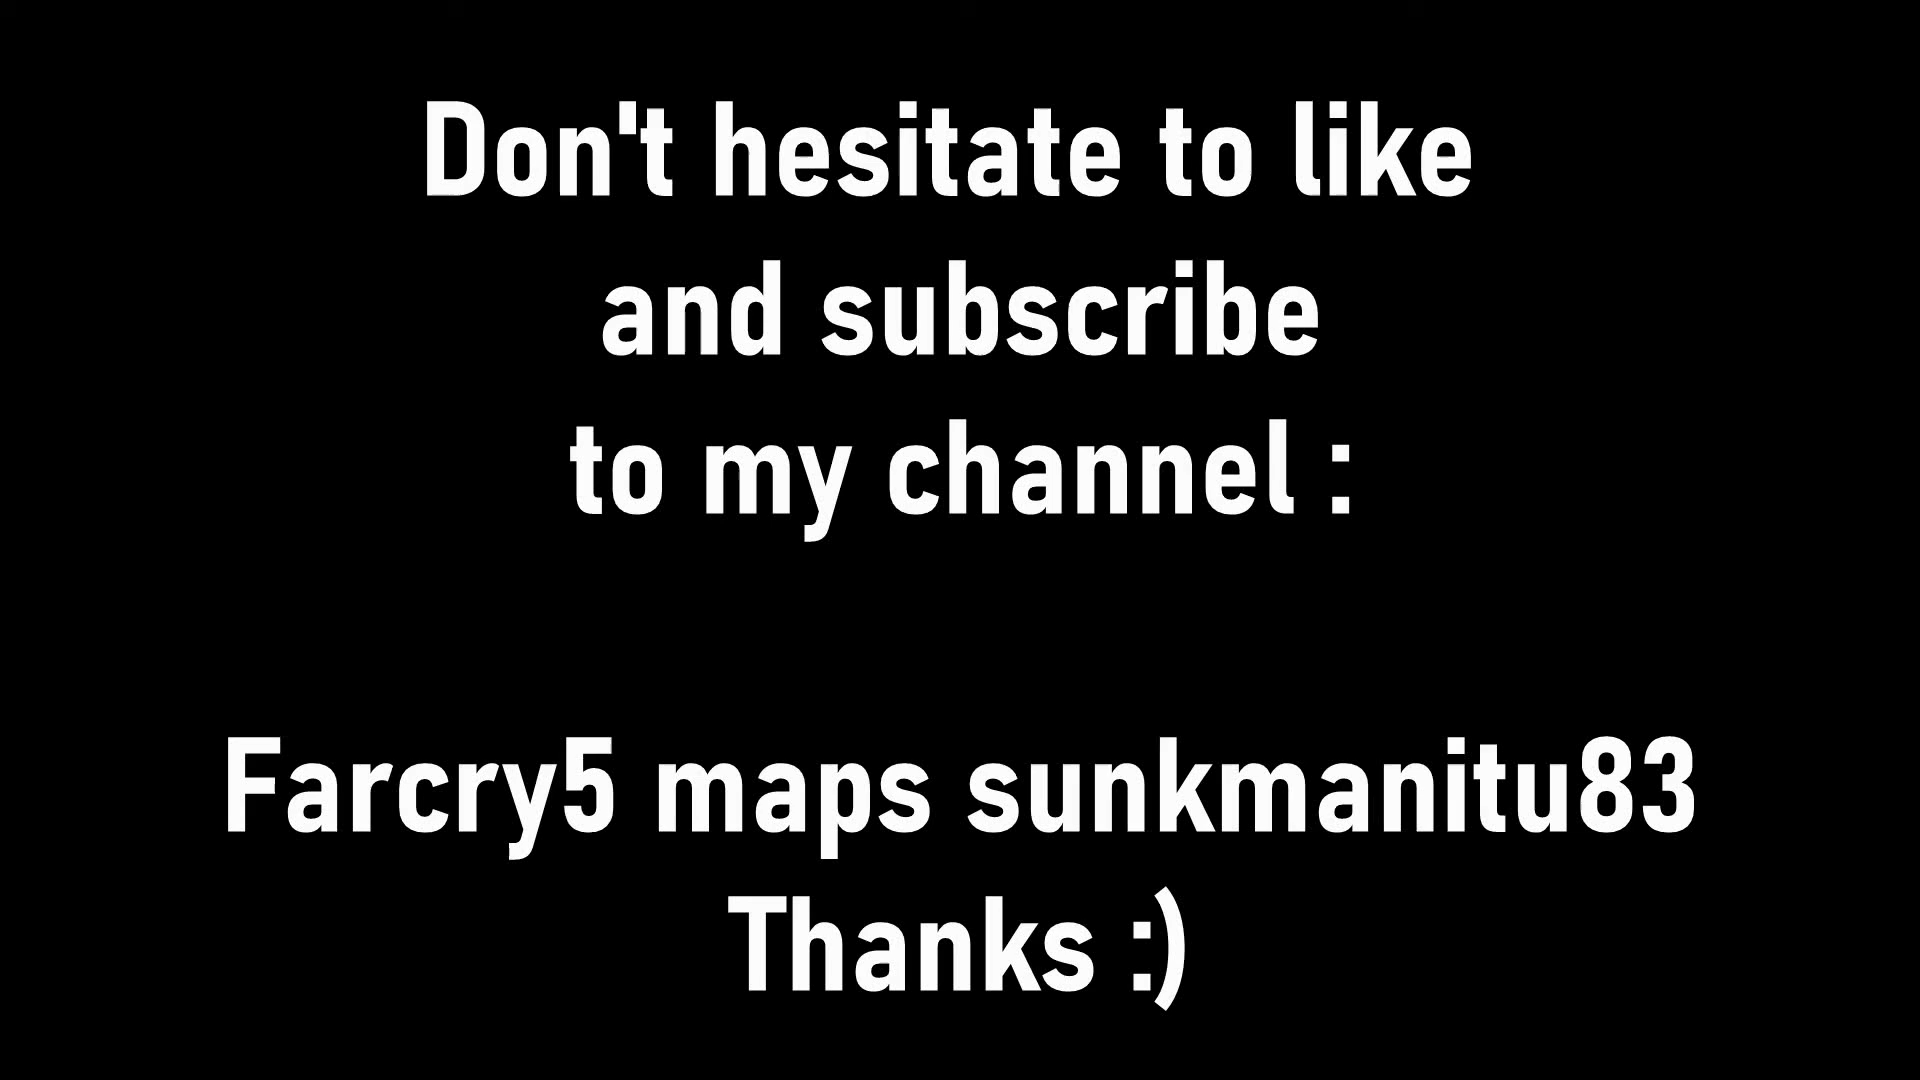 Don't hesitate to like
and subscribe
to my channel :
Farcry5 maps sunkmanitu83
Thanks :)